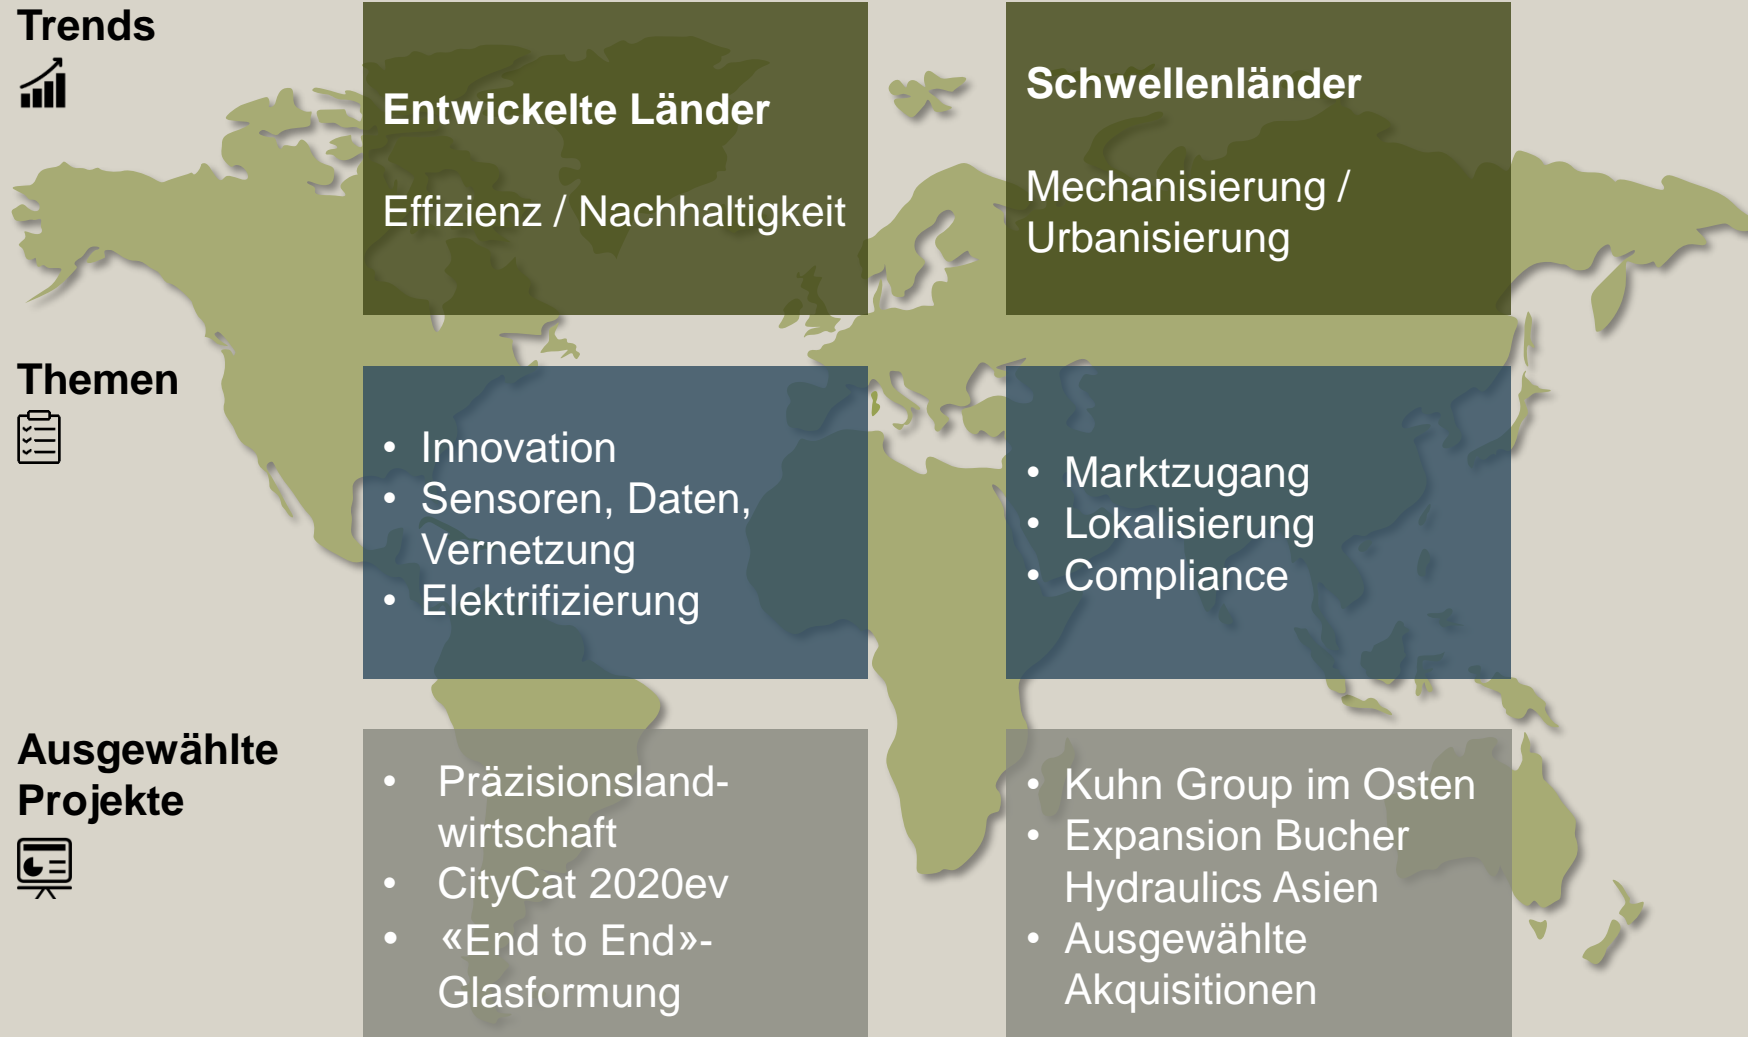 Trends
Entwickelte Länder
Effizienz / Nachhaltigkeit
Schwellenländer
Mechanisierung /
Urbanisierung
Themen
• Innovation
• Sensoren, Daten,
Vernetzung
• Elektrifizierung
• Marktzugang
• Lokalisierung
• Compliance
Ausgewählte
Projekte
• Präzisionsland-
wirtschaft
• CityCat 2020ev
• «End to End»-
Glasformung
• Kuhn Group im Osten
• Expansion Bucher
Hydraulics Asien
• Ausgewählte
Akquisitionen